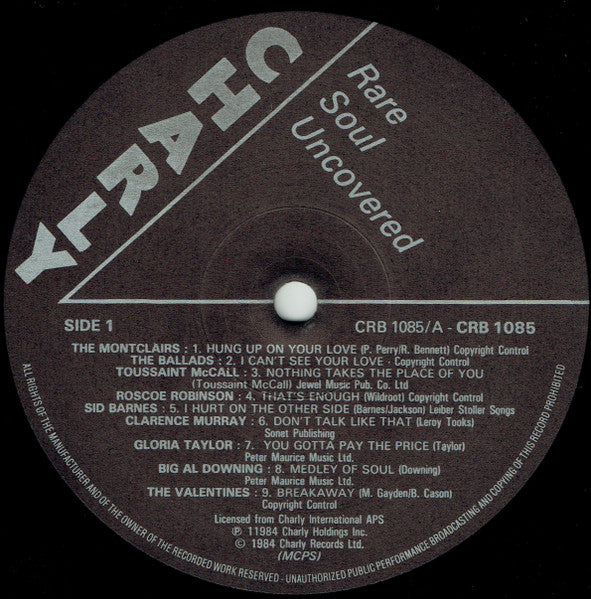 CHARLY
Rare
Soul
Uncovered
SIDE 1
CRB 1085/A - CRB 1085
THE MONTCLAIRS : 1. HUNG UP ON YOUR LOVE (P. Perry/R. Bennett) Copyright Control
THE BALLADS : 2. I CAN'T SEE YOUR LOVE · Copyright Control
TOUSSAINT McCALL : 3. NOTHING TAKES THE PLACE OF YOU
(Toussaint McCall) Jewel Music Pub. Co. Ltd
ROSCOE ROBINSON : 4. THAT'S ENOUGH (Wildroot) Copyright Control
SID BARNES : 5. I HURT ON THE OTHER SIDE (Barnes/Jackson) Leiber Stoller Songs
CLARENCE MURRAY : 6. DON'T TALK LIKE THAT (Leroy Tooks)
Sonet Publishing
GLORIA TAYLOR : 7. YOU GOTTA PAY THE PRICE (Taylor)
Peter Maurice Music Ltd.
BIG AL DOWNING : 8. MEDLEY OF SOUL (Downing)
Peter Maurice Music Ltd.
THE VALENTINES : 9. BREAKAWAY (M. Gayden/B. Cason)
Copyright Control
Licensed from Charly International APS
℗ 11984 Charly Holdings Inc.
© 1984 Charly Records Ltd.
(MCPS)
ALL RIGHTS OF THE MANUFACTURER AND OF THE OWNER OF THE RECORDED WORK RESERVED - UNAUTHORIZED PUBLIC PERFORMANCE BROADCASTING AND COPYING OF THIS RECORD PROHIBITED